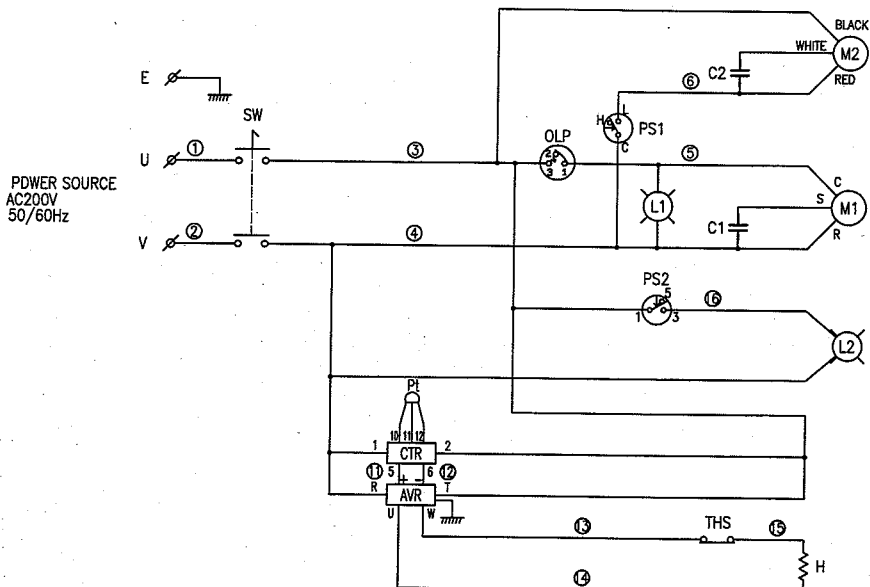 BLACK
WHITE
M2
C2
RED
⑥
E
SW
H L
PS1
C
OLP
U ① ③ 2 3 1 ⑤
POWER SOURCE
AC200V
50/60Hz
C
S
M1
L1
C1
R
V ② ④
PS2
5
1 3
⑯
L2
Pt
10 11 12
1 CTR 2
⑪ 5 + − 6 ⑫
R AVR T
U W
⑬ THS ⑮
H
⑭